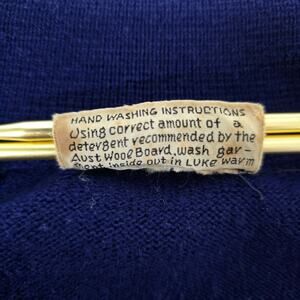 HAND WASHING INSTRUCTIONS
Using correct amount of a
detergent recommended by the
Aust Wool Board, wash gar-
ment inside out in LUKE warm